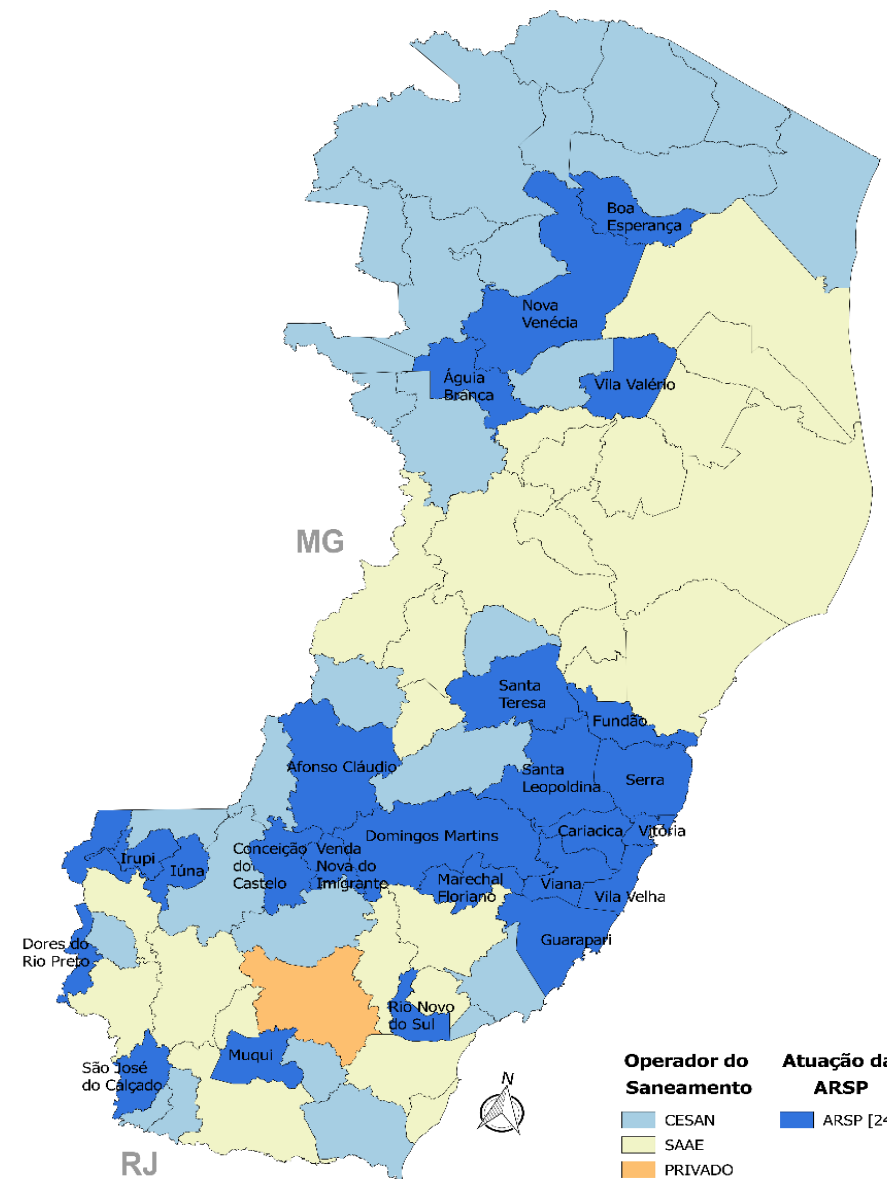 Boa
Esperança
Nova
Venécia
Águia
Branca
Vila Valério
MG
Santa
Teresa
Fundão
Afonso Cláudio
Santa
Leopoldina
Serra
Domingos Martins
Cariacica
Vitória
Irupi
Iúna
Conceição
do
Castelo
Venda
Nova do
Imigrante
Marechal
Floriano
Viana
Vila Velha
Guarapari
Dores do
Rio Preto
Rio Novo
do Sul
Muqui
São José
do Calçado
N
RJ
Operador do
Saneamento
CESAN
SAAE
PRIVADO
Atuação da
ARSP
ARSP [24